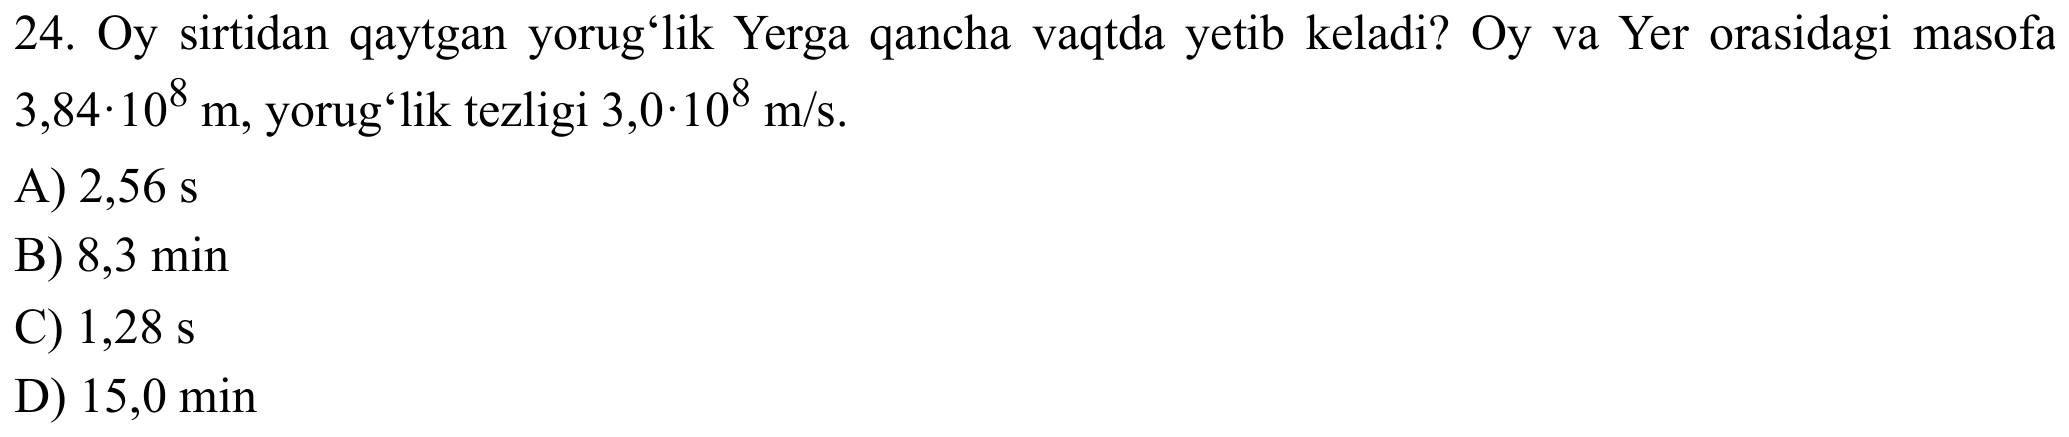 24. Oy sirtidan qaytgan yorug‘lik Yerga qancha vaqtda yetib keladi? Oy va Yer orasidagi masofa
3,84·10⁸ m, yorug‘lik tezligi 3,0·10⁸ m/s.
A) 2,56 s
B) 8,3 min
C) 1,28 s
D) 15,0 min